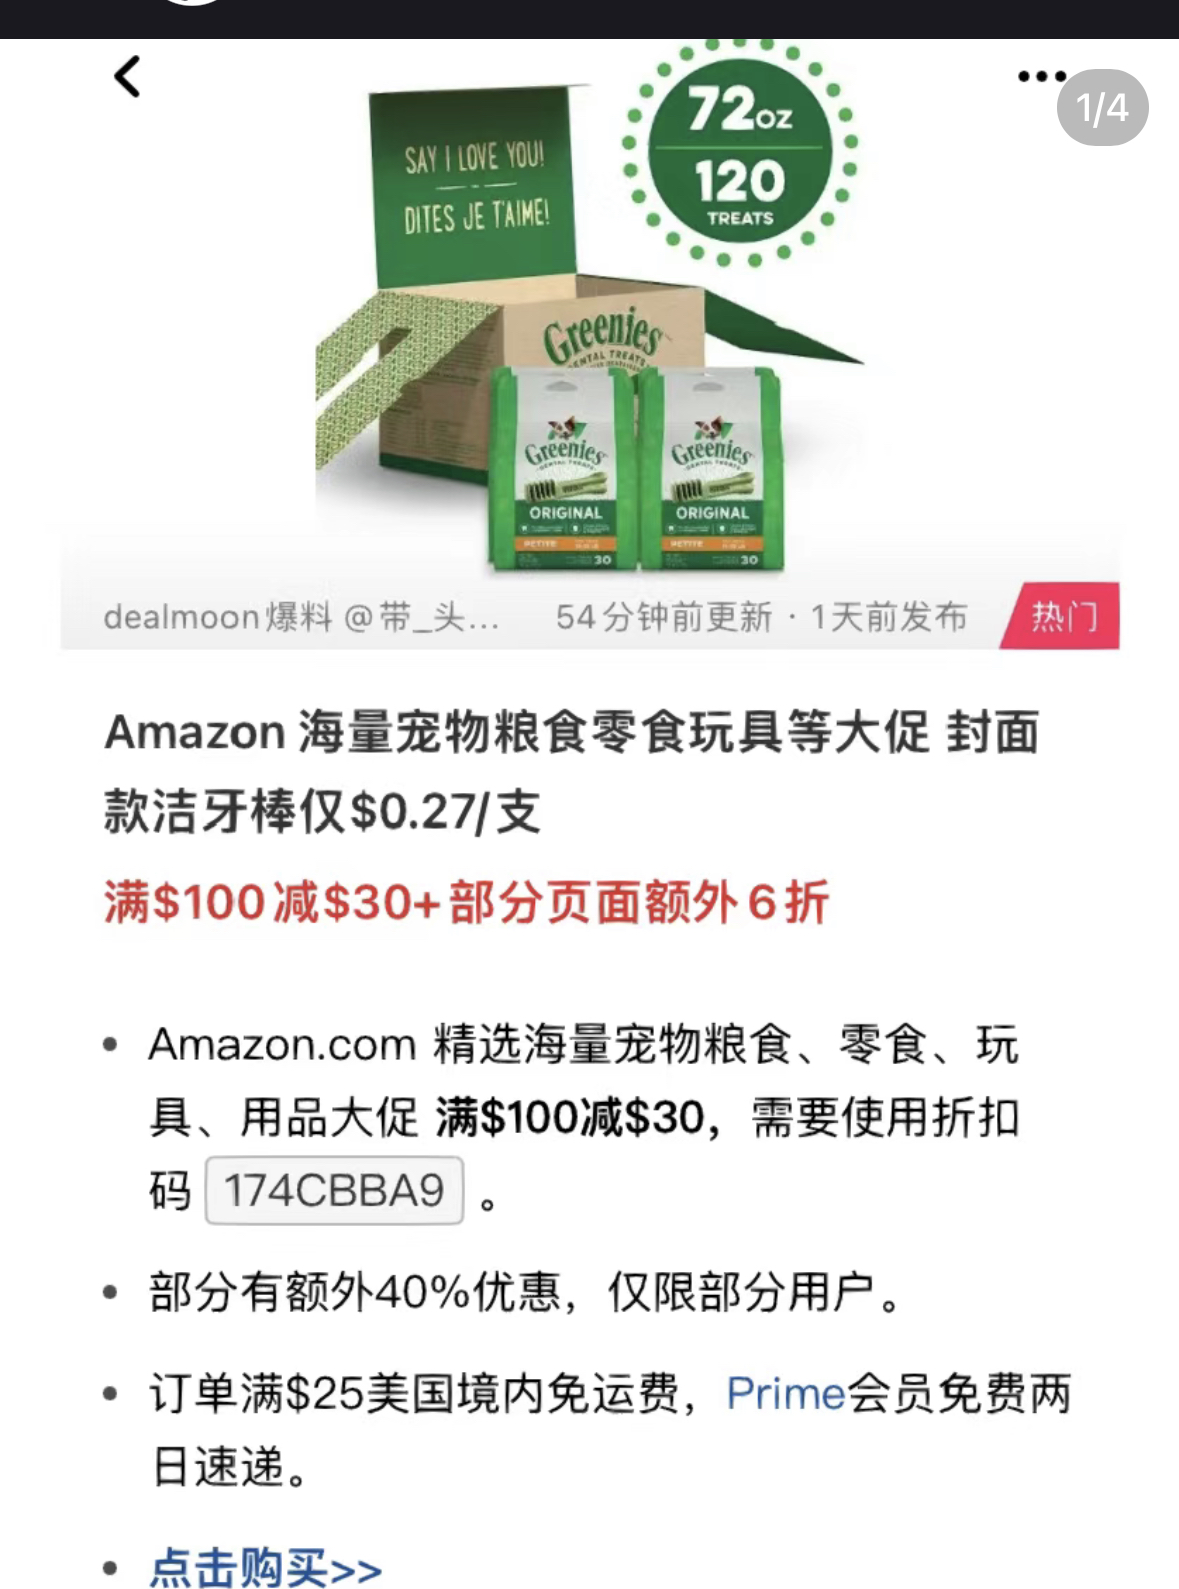 1/4
72oz
120
TREATS
SAY I LOVE YOU!
DITES JE T'AIME!
Greenies
DENTAL TREATS
Greenies
DENTAL TREATS
ORIGINAL
PETITE
30
Greenies
DENTAL TREATS
ORIGINAL
PETITE
30
dealmoon爆料 @带_头... 54分钟前更新 · 1天前发布 热门
Amazon 海量宠物粮食零食玩具等大促 封面
款洁牙棒仅$0.27/支
满$100减$30+部分页面额外6折
• Amazon.com 精选海量宠物粮食、零食、玩
具、用品大促 满$100减$30，需要使用折扣
码 174CBBA9 。
• 部分有额外40%优惠，仅限部分用户。
• 订单满$25美国境内免运费，Prime会员免费两
日速递。
• 点击购买>>